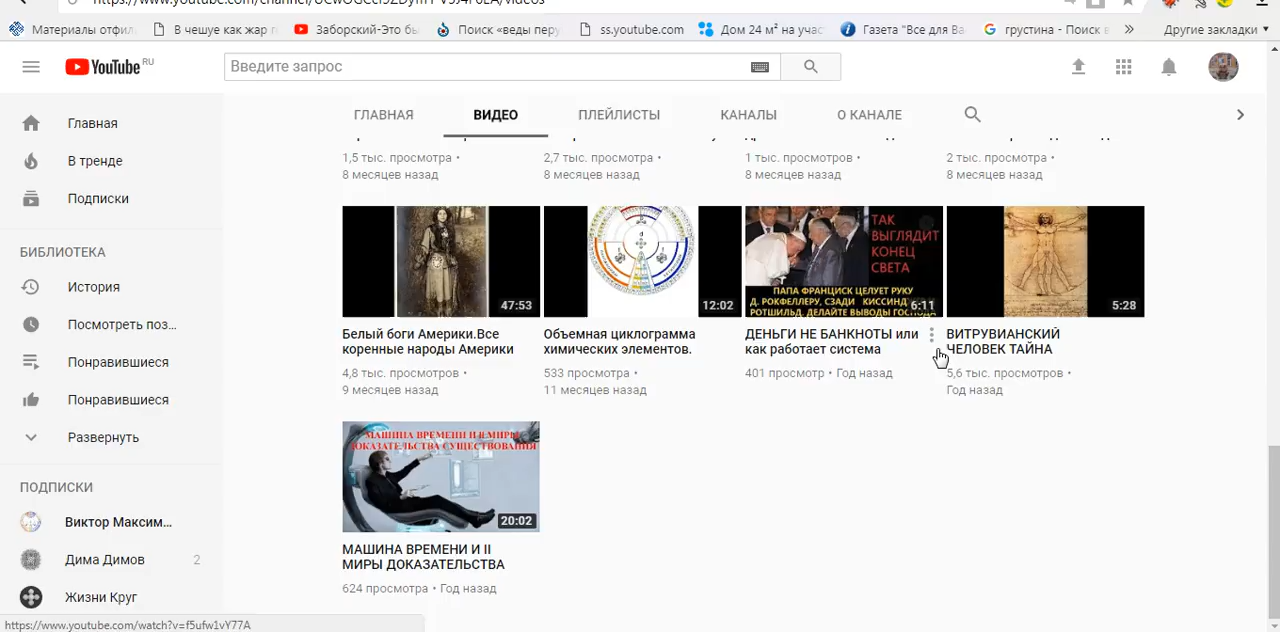 Материалы отфил
В чешуе как жар г
Заборский-Это бы
Поиск «веды перу
ss.youtube.com
Дом 24 м² на учас
Газета "Все для Ва
грустина - Поиск в
»
Другие закладки
YouTube RU
Введите запрос
ГЛАВНАЯ
ВИДЕО
ПЛЕЙЛИСТЫ
КАНАЛЫ
О КАНАЛЕ
Главная
В тренде
Подписки
БИБЛИОТЕКА
История
Посмотреть поз...
Понравившиеся
Понравившиеся
Развернуть
ПОДПИСКИ
Виктор Максим...
Дима Димов 2
Жизни Круг
1,5 тыс. просмотра •
8 месяцев назад
2,7 тыс. просмотра •
8 месяцев назад
1 тыс. просмотров •
8 месяцев назад
2 тыс. просмотра •
8 месяцев назад
47:53
Белый боги Америки.Все
коренные народы Америки
4,8 тыс. просмотров •
9 месяцев назад
12:02
Объемная циклограмма
химических элементов.
533 просмотра •
11 месяцев назад
ТАК
ВЫГЛЯДИТ
КОНЕЦ
СВЕТА
ПАПА ФРАНЦИСК ЦЕЛУЕТ РУКУ
Д. РОКФЕЛЛЕРУ, СЗАДИ КИССИНД
РОТШИЛЬД. ДЕЛАЙТЕ ВЫВОДЫ ГОСПОДА
6:11
ДЕНЬГИ НЕ БАНКНОТЫ или
как работает система
401 просмотр • Год назад
5:28
ВИТРУВИАНСКИЙ
ЧЕЛОВЕК ТАЙНА
5,6 тыс. просмотров •
Год назад
МАШИНА ВРЕМЕНИ И II МИРЫ
ДОКАЗАТЕЛЬСТВА СУЩЕСТВОВАНИЯ
20:02
МАШИНА ВРЕМЕНИ И II
МИРЫ ДОКАЗАТЕЛЬСТВА
624 просмотра • Год назад
https://www.youtube.com/watch?v=f5ufw1vY77A